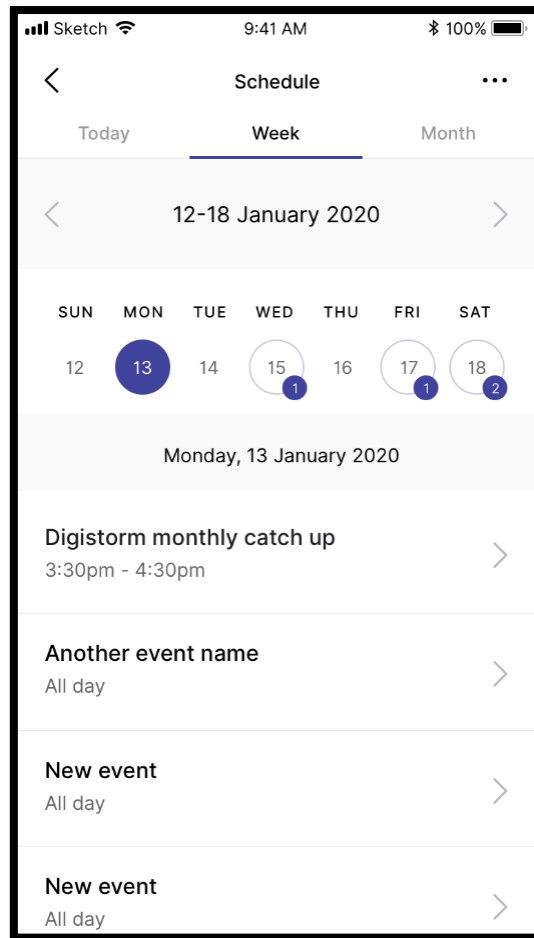 Sketch 9:41 AM 100%
Schedule
Today Week Month
12-18 January 2020
SUN MON TUE WED THU FRI SAT
12 13 14 15 16 17 18
1 1 2
Monday, 13 January 2020
Digistorm monthly catch up
3:30pm - 4:30pm
Another event name
All day
New event
All day
New event
All day